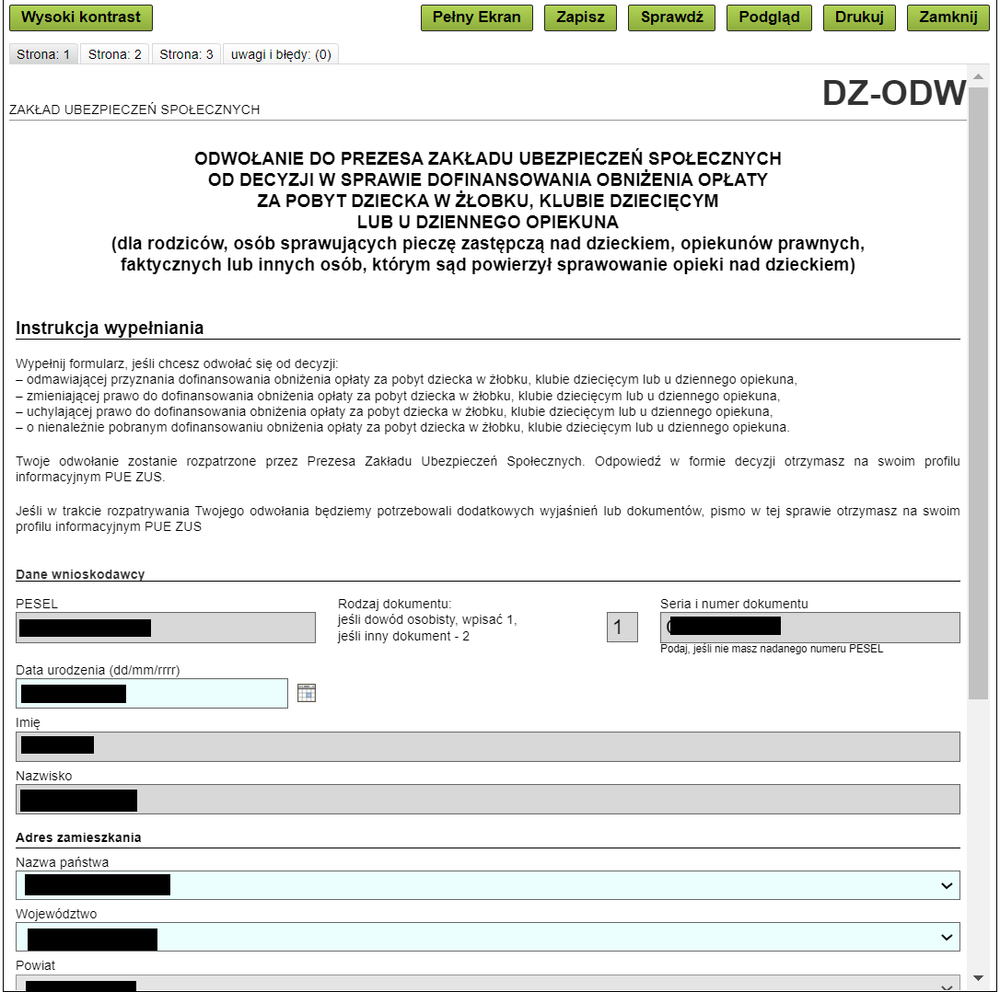 Wysoki kontrast
Pełny Ekran
Zapisz
Sprawdź
Podgląd
Drukuj
Zamknij
Strona: 1
Strona: 2
Strona: 3
uwagi i błędy: (0)
DZ-ODW
ZAKŁAD UBEZPIECZEŃ SPOŁECZNYCH
ODWOŁANIE DO PREZESA ZAKŁADU UBEZPIECZEŃ SPOŁECZNYCH
OD DECYZJI W SPRAWIE DOFINANSOWANIA OBNIŻENIA OPŁATY
ZA POBYT DZIECKA W ŻŁOBKU, KLUBIE DZIECIĘCYM
LUB U DZIENNEGO OPIEKUNA
(dla rodziców, osób sprawujących pieczę zastępczą nad dzieckiem, opiekunów prawnych,
faktycznych lub innych osób, którym sąd powierzył sprawowanie opieki nad dzieckiem)
Instrukcja wypełniania
Wypełnij formularz, jeśli chcesz odwołać się od decyzji:
– odmawiającej przyznania dofinansowania obniżenia opłaty za pobyt dziecka w żłobku, klubie dziecięcym lub u dziennego opiekuna,
– zmieniającej prawo do dofinansowania obniżenia opłaty za pobyt dziecka w żłobku, klubie dziecięcym lub u dziennego opiekuna,
– uchylającej prawo do dofinansowania obniżenia opłaty za pobyt dziecka w żłobku, klubie dziecięcym lub u dziennego opiekuna,
– o nienależnie pobranym dofinansowaniu obniżenia opłaty za pobyt dziecka w żłobku, klubie dziecięcym lub u dziennego opiekuna.
Twoje odwołanie zostanie rozpatrzone przez Prezesa Zakładu Ubezpieczeń Społecznych. Odpowiedź w formie decyzji otrzymasz na swoim profilu
informacyjnym PUE ZUS.
Jeśli w trakcie rozpatrywania Twojego odwołania będziemy potrzebowali dodatkowych wyjaśnień lub dokumentów, pismo w tej sprawie otrzymasz na swoim
profilu informacyjnym PUE ZUS
Dane wnioskodawcy
PESEL
Rodzaj dokumentu:
jeśli dowód osobisty, wpisać 1,
jeśli inny dokument - 2
1
Seria i numer dokumentu
Podaj, jeśli nie masz nadanego numeru PESEL
Data urodzenia (dd/mm/rrrr)
Imię
Nazwisko
Adres zamieszkania
Nazwa państwa
Województwo
Powiat